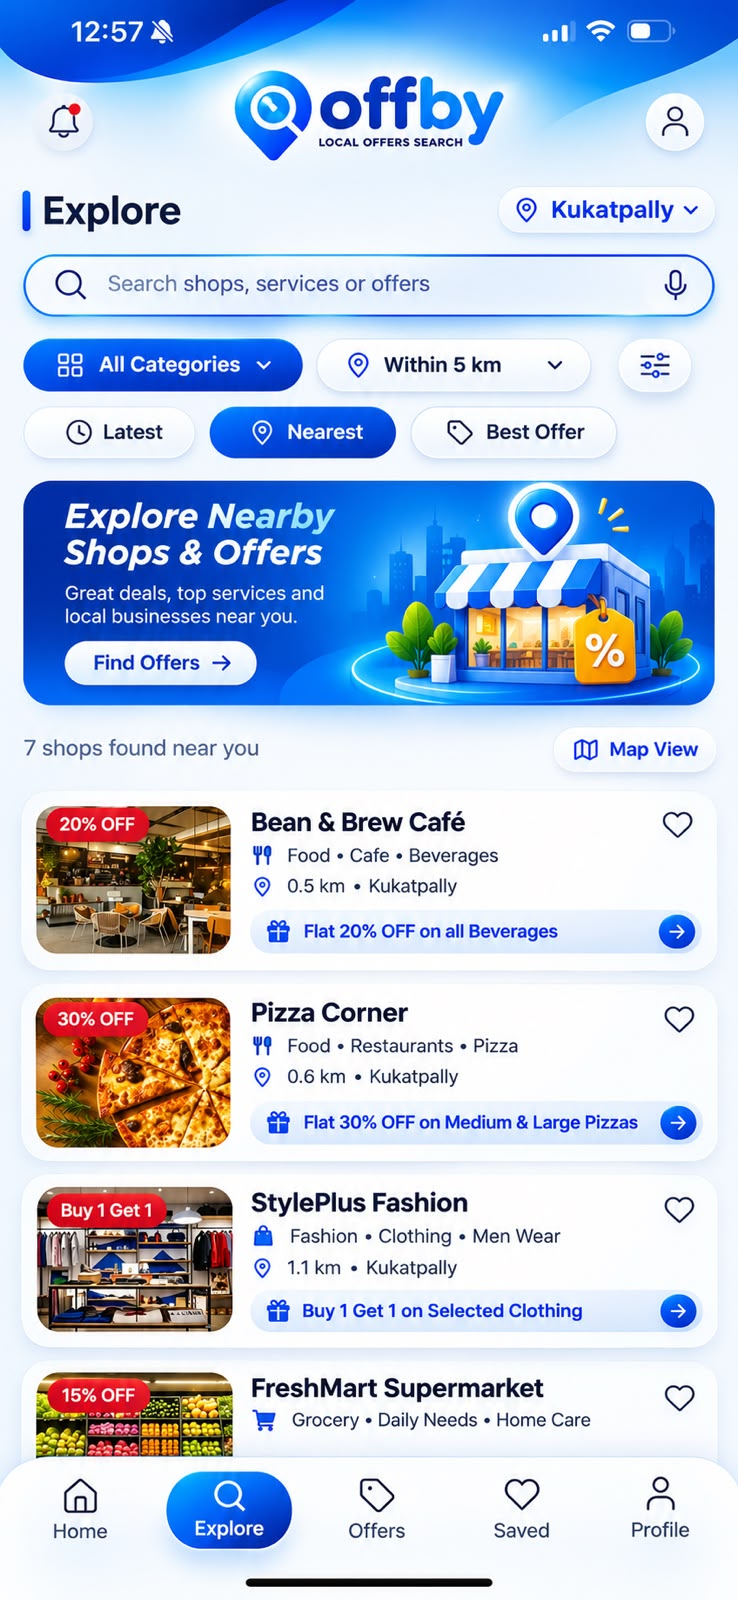 12:57
offby
LOCAL OFFERS SEARCH
Explore
Kukatpally
Search shops, services or offers
All Categories
Within 5 km
Latest
Nearest
Best Offer
Explore Nearby
Shops & Offers
Great deals, top services and
local businesses near you.
Find Offers →
%
7 shops found near you
Map View
20% OFF
Bean & Brew Café
Food • Cafe • Beverages
0.5 km • Kukatpally
Flat 20% OFF on all Beverages
30% OFF
Pizza Corner
Food • Restaurants • Pizza
0.6 km • Kukatpally
Flat 30% OFF on Medium & Large Pizzas
Buy 1 Get 1
StylePlus Fashion
Fashion • Clothing • Men Wear
1.1 km • Kukatpally
Buy 1 Get 1 on Selected Clothing
15% OFF
FreshMart Supermarket
Grocery • Daily Needs • Home Care
Home
Explore
Offers
Saved
Profile